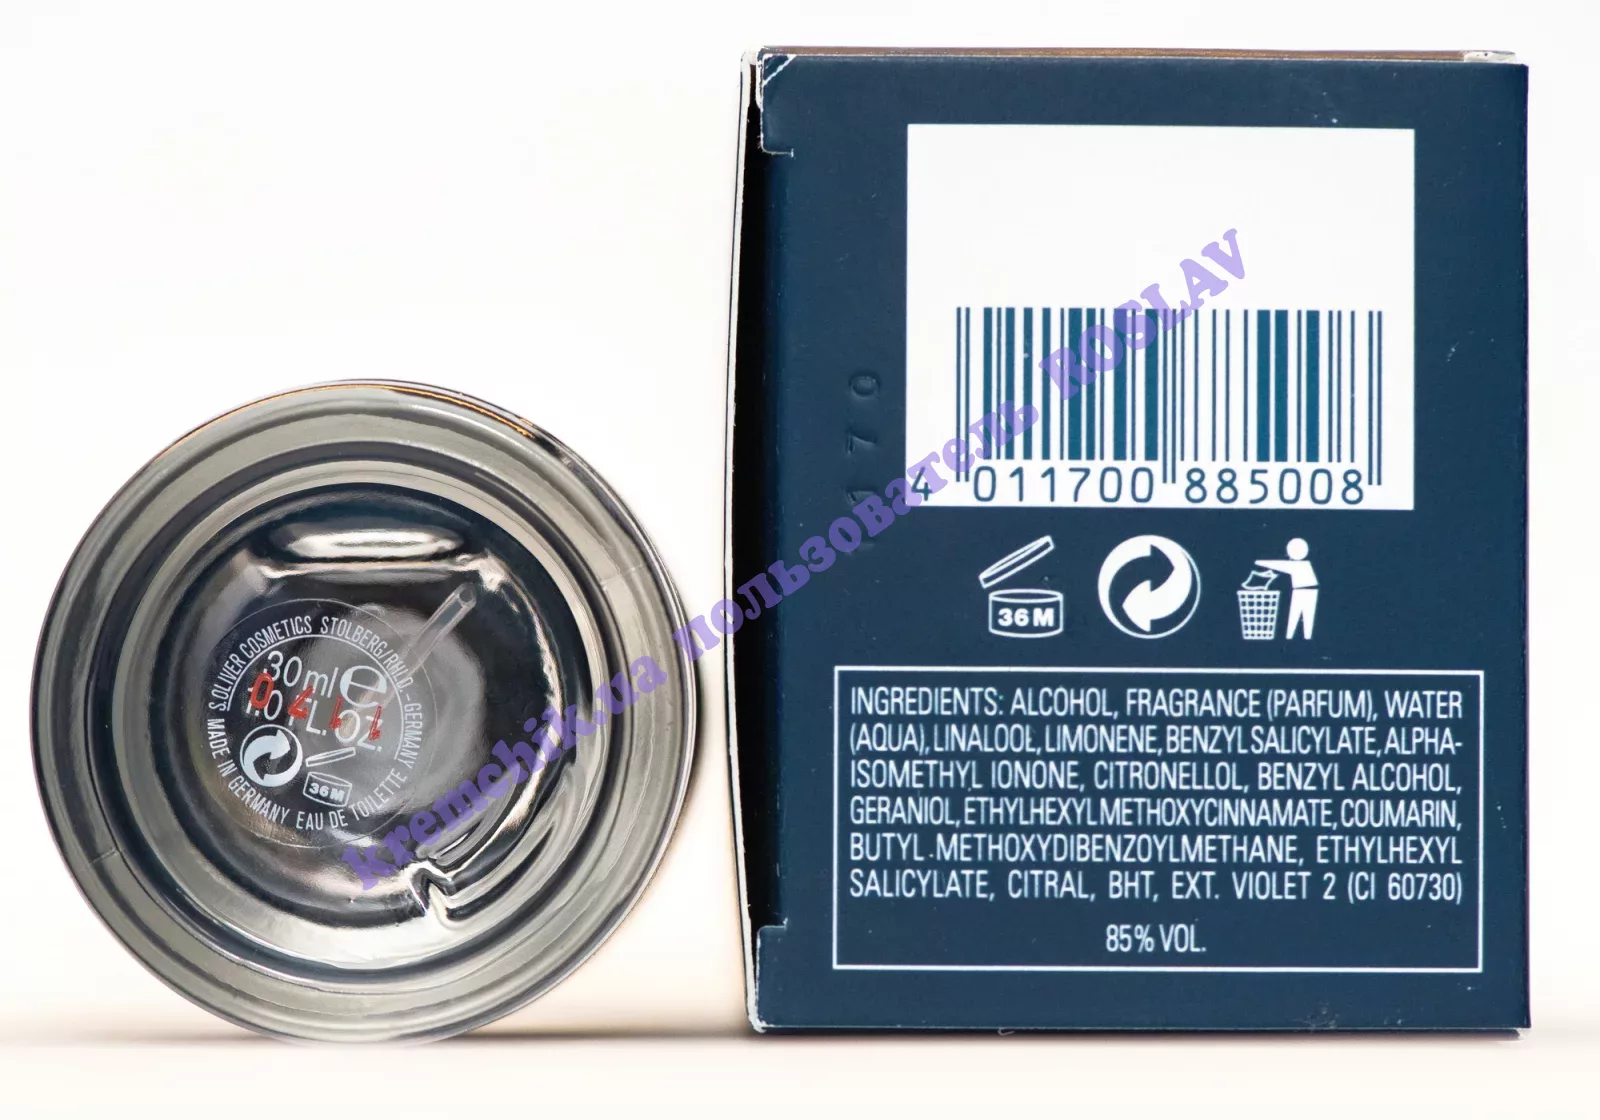 S.OLIVER COSMETICS STOLBERG/RHLD.-GERMANY
30ml e
1.0 FL. OZ.
36M
MADE IN GERMANY EAU DE TOILETTE
170
4 011700 885008
36M
INGREDIENTS: ALCOHOL, FRAGRANCE (PARFUM), WATER
(AQUA), LINALOOL, LIMONENE, BENZYL SALICYLATE, ALPHA-
ISOMETHYL IONONE, CITRONELLOL, BENZYL ALCOHOL,
GERANIOL, ETHYLHEXYL METHOXYCINNAMATE, COUMARIN,
BUTYL METHOXYDIBENZOYLMETHANE, ETHYLHEXYL
SALICYLATE, CITRAL, BHT, EXT. VIOLET 2 (CI 60730)
85% VOL.
kremchik.ua пользователь ROSLAV